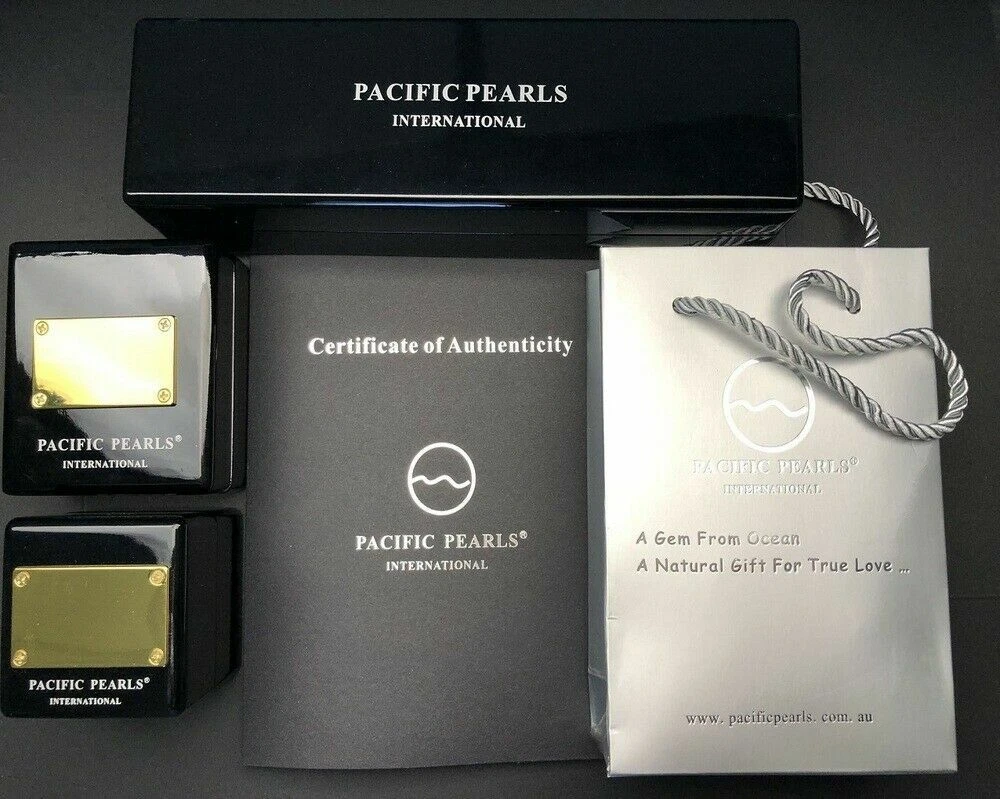 PACIFIC PEARLS
INTERNATIONAL
PACIFIC PEARLS®
INTERNATIONAL
PACIFIC PEARLS®
INTERNATIONAL
Certificate of Authenticity
PACIFIC PEARLS®
INTERNATIONAL
PACIFIC PEARLS®
INTERNATIONAL
A Gem From Ocean
A Natural Gift For True Love ...
www. pacificpearls. com. au